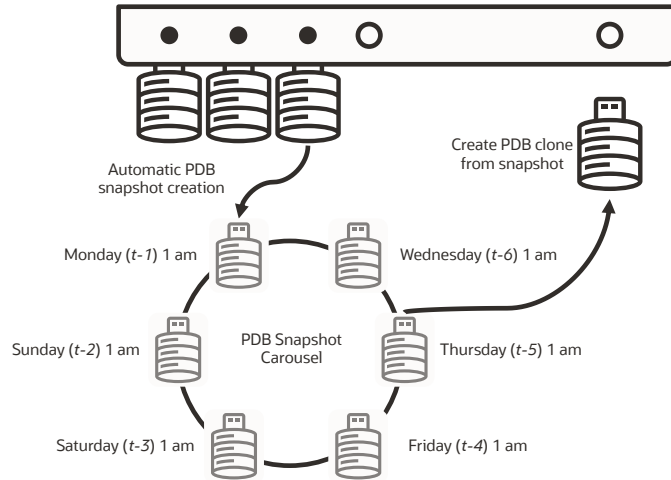 Automatic PDB
snapshot creation
Create PDB clone
from snapshot
Monday (t-1) 1 am
Wednesday (t-6) 1 am
Sunday (t-2) 1 am
PDB Snapshot
Carousel
Thursday (t-5) 1 am
Saturday (t-3) 1 am
Friday (t-4) 1 am